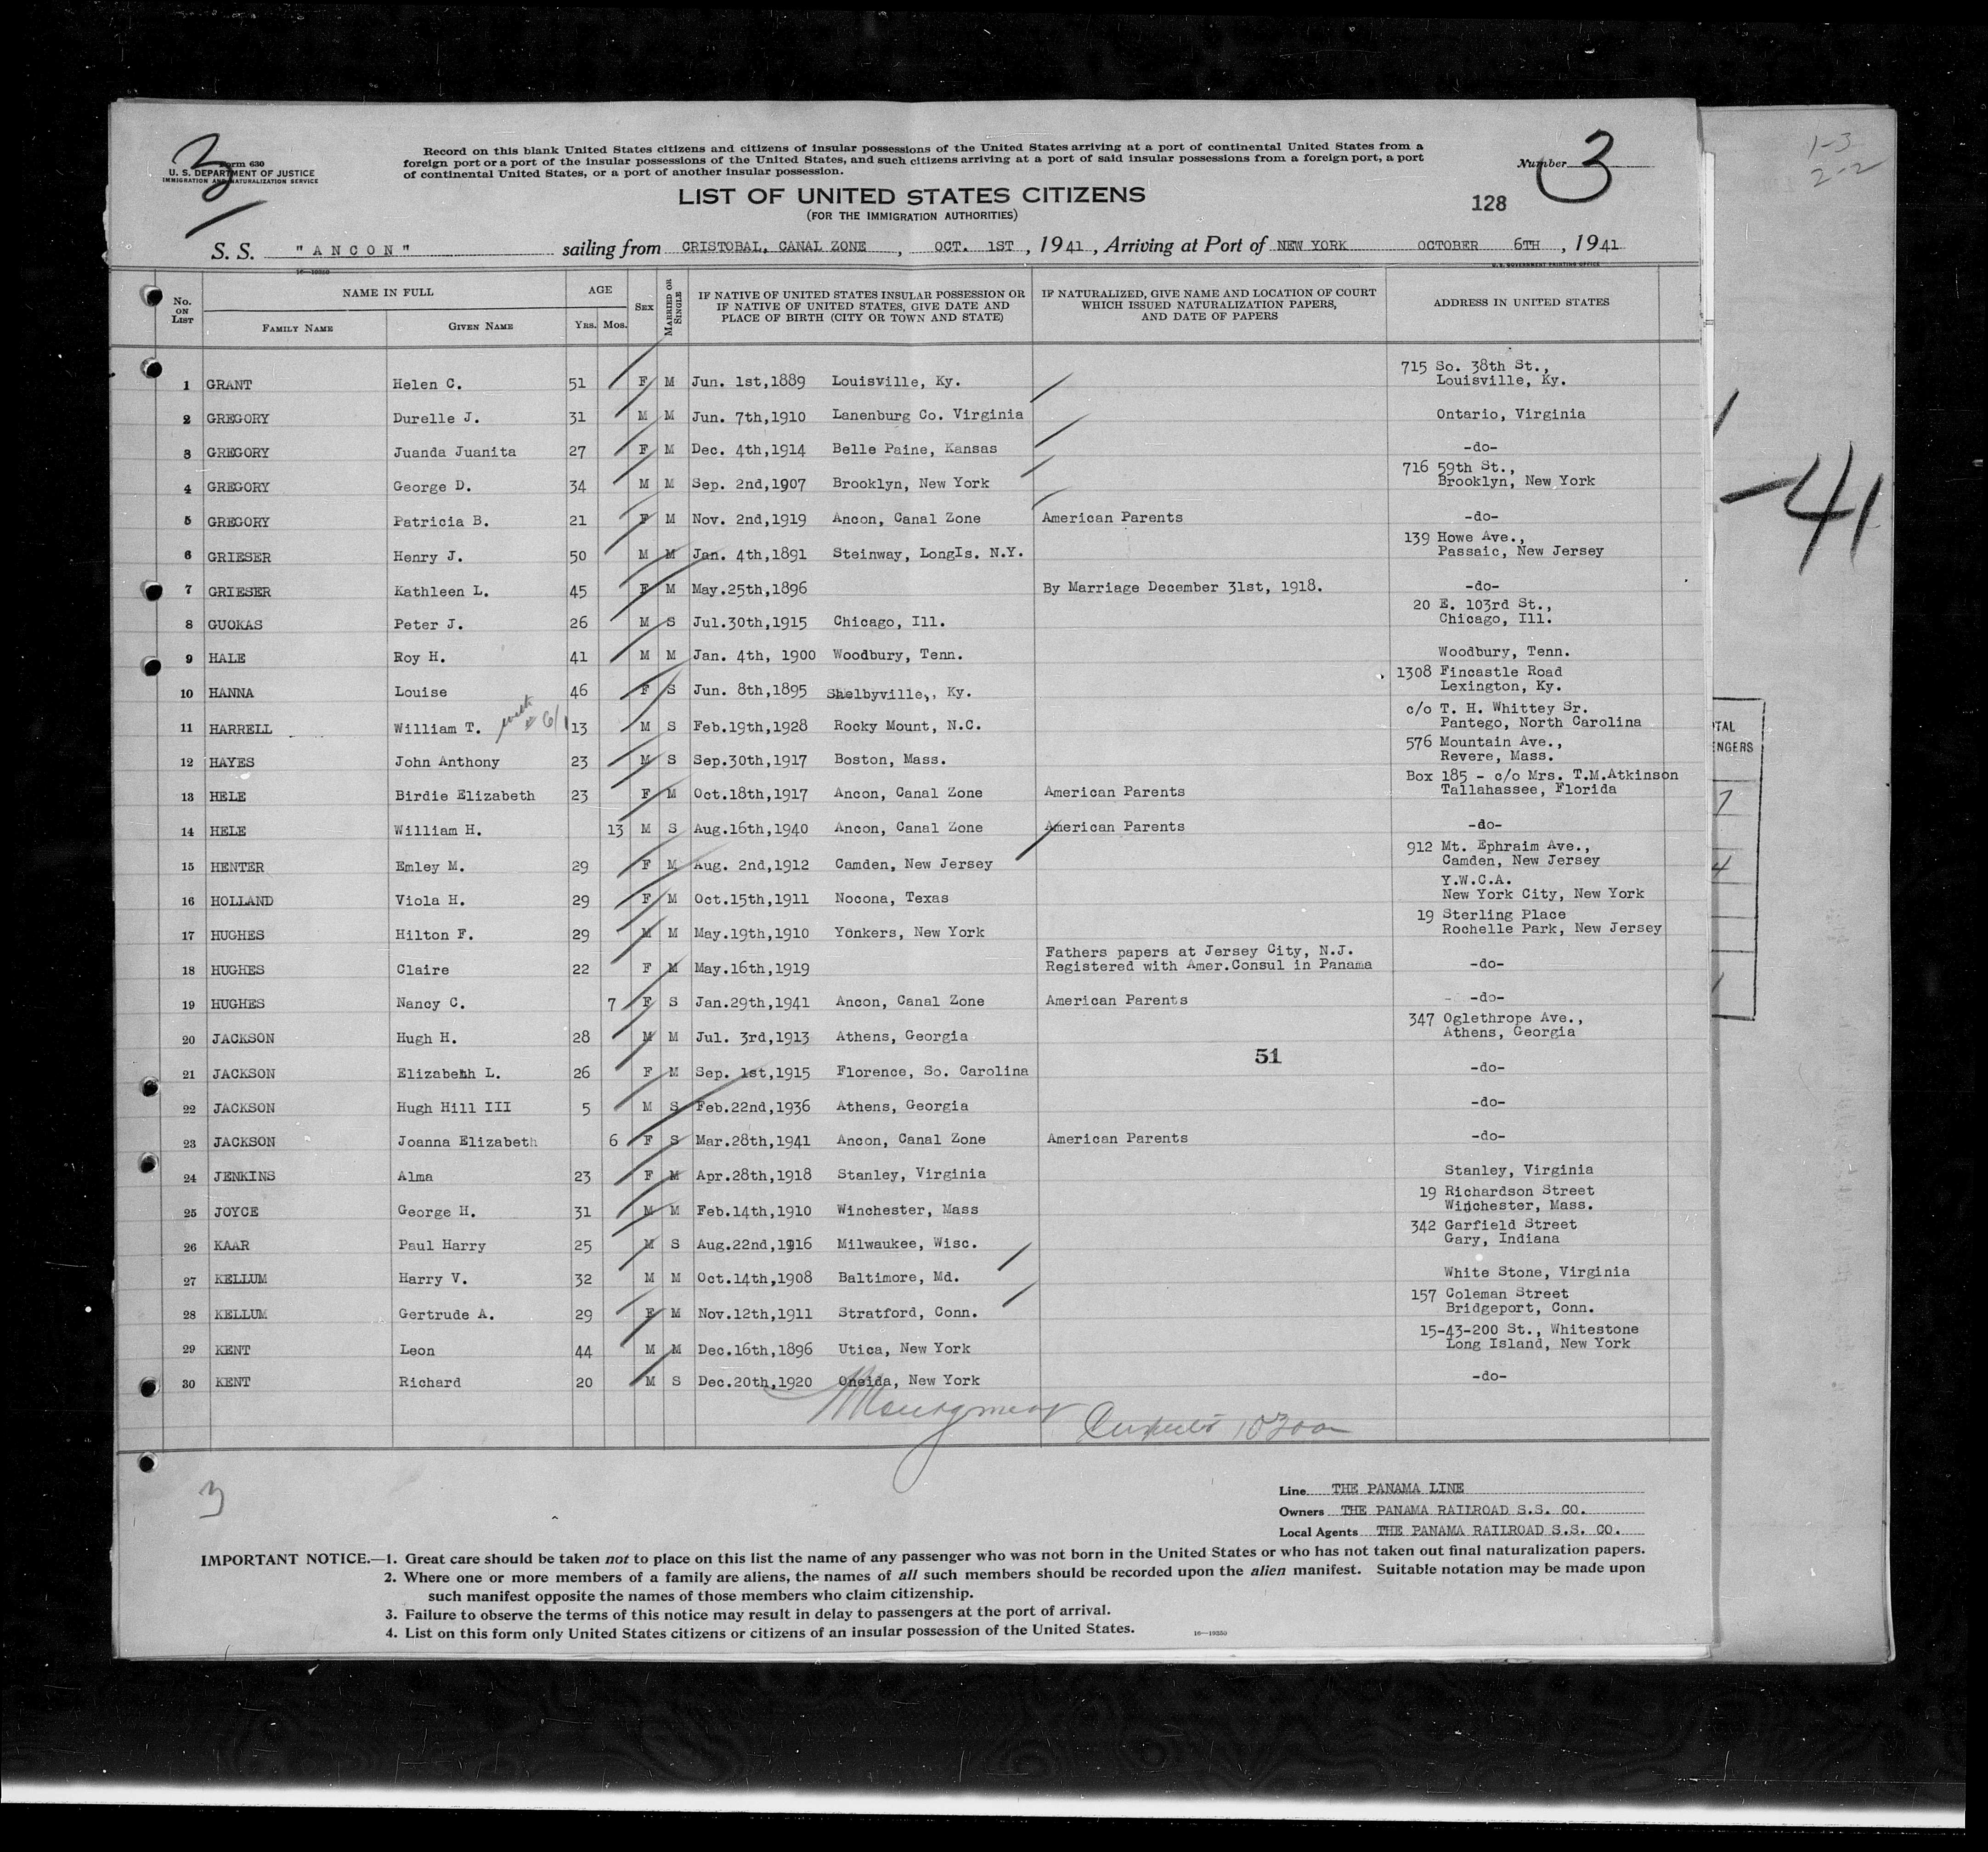 3
Form 630
U. S. DEPARTMENT OF JUSTICE
IMMIGRATION AND NATURALIZATION SERVICE
Record on this blank United States citizens and citizens of insular possessions of the United States arriving at a port of continental United States from a
foreign port or a port of the insular possessions of the United States, and such citizens arriving at a port of said insular possessions from a foreign port, a port
of continental United States, or a port of another insular possession.
Number 3
LIST OF UNITED STATES CITIZENS
(FOR THE IMMIGRATION AUTHORITIES)
128
1-3
2-2
S. S. "ANCON" sailing from CRISTOBAL, CANAL ZONE, OCT. 1ST, 1941, Arriving at Port of NEW YORK OCTOBER 6TH, 1941
16—19250
U.S. GOVERNMENT PRINTING OFFICE
No. ON LIST
NAME IN FULL
FAMILY NAME
GIVEN NAME
AGE
YRS. MOS.
SEX
MARRIED OR SINGLE
IF NATIVE OF UNITED STATES INSULAR POSSESSION OR
IF NATIVE OF UNITED STATES, GIVE DATE AND
PLACE OF BIRTH (CITY OR TOWN AND STATE)
IF NATURALIZED, GIVE NAME AND LOCATION OF COURT
WHICH ISSUED NATURALIZATION PAPERS,
AND DATE OF PAPERS
ADDRESS IN UNITED STATES
715 So. 38th St.,
1 GRANT Helen C. 51 F M Jun. 1st,1889 Louisville, Ky. Louisville, Ky.
2 GREGORY Durelle J. 31 M M Jun. 7th,1910 Lanenburg Co. Virginia Ontario, Virginia
3 GREGORY Juanda Juanita 27 F M Dec. 4th,1914 Belle Paine, Kansas -do-
716 59th St.,
4 GREGORY George D. 34 M M Sep. 2nd,1907 Brooklyn, New York Brooklyn, New York
5 GREGORY Patricia B. 21 F M Nov. 2nd,1919 Ancon, Canal Zone American Parents -do-
139 Howe Ave.,
6 GRIESER Henry J. 50 M M Jan. 4th,1891 Steinway, LongIs. N.Y. Passaic, New Jersey
7 GRIESER Kathleen L. 45 F M May.25th,1896 By Marriage December 31st, 1918. -do-
20 E. 103rd St.,
8 GUOKAS Peter J. 26 M S Jul.30th,1915 Chicago, Ill. Chicago, Ill.
9 HALE Roy H. 41 M M Jan. 4th, 1900 Woodbury, Tenn. Woodbury, Tenn.
1308 Fincastle Road
10 HANNA Louise 46 F S Jun. 8th,1895 Shelbyville,, Ky. Lexington, Ky.
c/o T. H. Whittey Sr.
11 HARRELL William T. 13 M S Feb.19th,1928 Rocky Mount, N.C. Pantego, North Carolina
576 Mountain Ave.,
12 HAYES John Anthony 23 M S Sep.30th,1917 Boston, Mass. Revere, Mass.
Box 185 - c/o Mrs. T.M.Atkinson
13 HELE Birdie Elizabeth 23 F M Oct.18th,1917 Ancon, Canal Zone American Parents Tallahassee, Florida
14 HELE William H. 13 M S Aug.16th,1940 Ancon, Canal Zone American Parents -do-
912 Mt. Ephraim Ave.,
15 HENTER Emley M. 29 F M Aug. 2nd,1912 Camden, New Jersey Camden, New Jersey
Y.W.C.A.
16 HOLLAND Viola H. 29 F M Oct.15th,1911 Nocona, Texas New York City, New York
19 Sterling Place
17 HUGHES Hilton F. 29 M M May.19th,1910 Yonkers, New York Rochelle Park, New Jersey
Fathers papers at Jersey City, N.J.
18 HUGHES Claire 22 F M May.16th,1919 Registered with Amer.Consul in Panama -do-
19 HUGHES Nancy C. 7 F S Jan.29th,1941 Ancon, Canal Zone American Parents -do-
347 Oglethrope Ave.,
20 JACKSON Hugh H. 28 M M Jul. 3rd,1913 Athens, Georgia Athens, Georgia
51
21 JACKSON Elizabehh L. 26 F M Sep. 1st,1915 Florence, So. Carolina -do-
22 JACKSON Hugh Hill III 5 M S Feb.22nd,1936 Athens, Georgia -do-
23 JACKSON Joanna Elizabeth 6 F S Mar.28th,1941 Ancon, Canal Zone American Parents -do-
24 JENKINS Alma 23 F M Apr.28th,1918 Stanley, Virginia Stanley, Virginia
19 Richardson Street
25 JOYCE George H. 31 M M Feb.14th,1910 Winchester, Mass Winchester, Mass.
342 Garfield Street
26 KAAR Paul Harry 25 M S Aug.22nd,1916 Milwaukee, Wisc. Gary, Indiana
27 KELLUM Harry V. 32 M M Oct.14th,1908 Baltimore, Md. White Stone, Virginia
157 Coleman Street
28 KELLUM Gertrude A. 29 F M Nov.12th,1911 Stratford, Conn. Bridgeport, Conn.
15-43-200 St., Whitestone
29 KENT Leon 44 M M Dec.16th,1896 Utica, New York Long Island, New York
30 KENT Richard 20 M S Dec.20th,1920 Oneida, New York -do-
3
Line THE PANAMA LINE
Owners THE PANAMA RAILROAD S.S. CO.
Local Agents THE PANAMA RAILROAD S.S. CO.
IMPORTANT NOTICE.—1. Great care should be taken not to place on this list the name of any passenger who was not born in the United States or who has not taken out final naturalization papers.
2. Where one or more members of a family are aliens, the names of all such members should be recorded upon the alien manifest. Suitable notation may be made upon
such manifest opposite the names of those members who claim citizenship.
3. Failure to observe the terms of this notice may result in delay to passengers at the port of arrival.
4. List on this form only United States citizens or citizens of an insular possession of the United States.
16—19250
-41